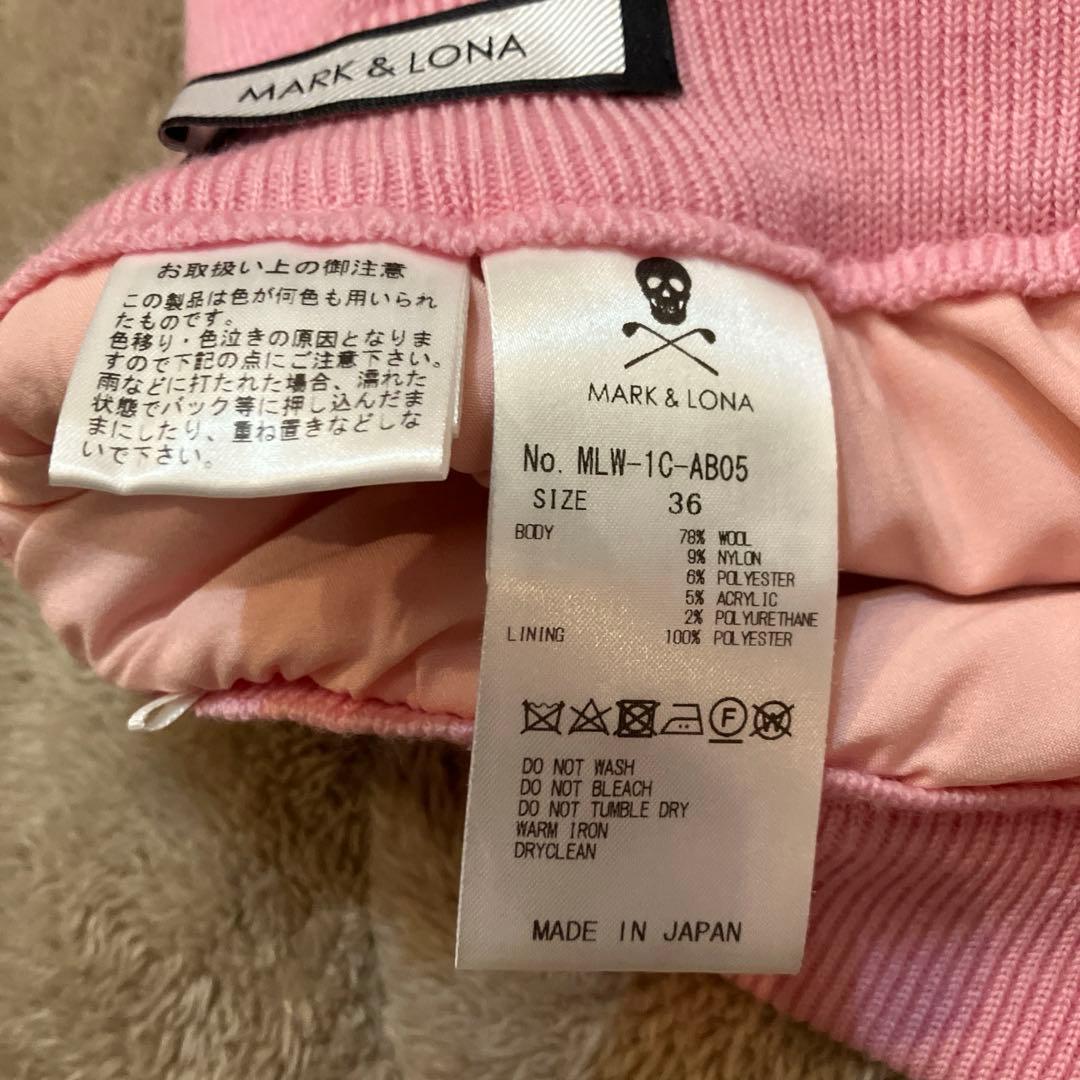 MARK & LONA
お取扱い上の御注意
この製品は色が何色も用いられ
たものです。
色移り・色泣きの原因となりま
すので下記の点にご注意下さい。
雨などに打たれた場合、濡れた
状態でバック等に押し込んだま
まにしたり、重ね置きなどしな
いで下さい。
MARK & LONA
No. MLW-1C-AB05
SIZE 36
BODY 78% WOOL
9% NYLON
6% POLYESTER
5% ACRYLIC
2% POLYURETHANE
LINING 100% POLYESTER
F W
DO NOT WASH
DO NOT BLEACH
DO NOT TUMBLE DRY
WARM IRON
DRYCLEAN
MADE IN JAPAN